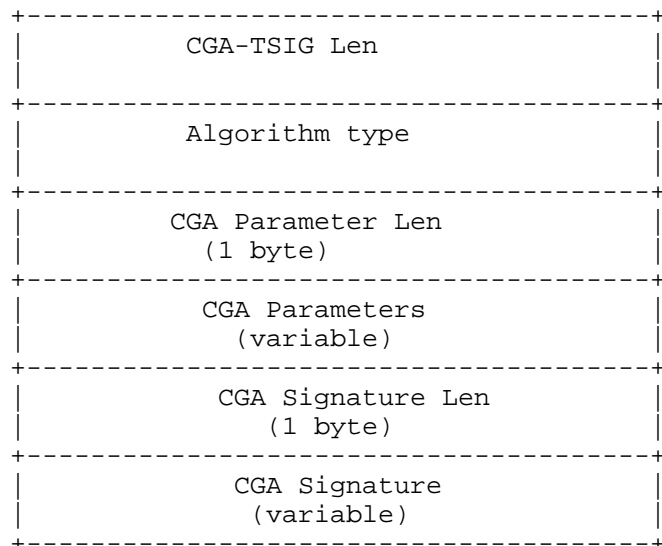 CGA-TSIG Len
Algorithm type
CGA Parameter Len
(1 byte)
CGA Parameters
(variable)
CGA Signature Len
(1 byte)
CGA Signature
(variable)